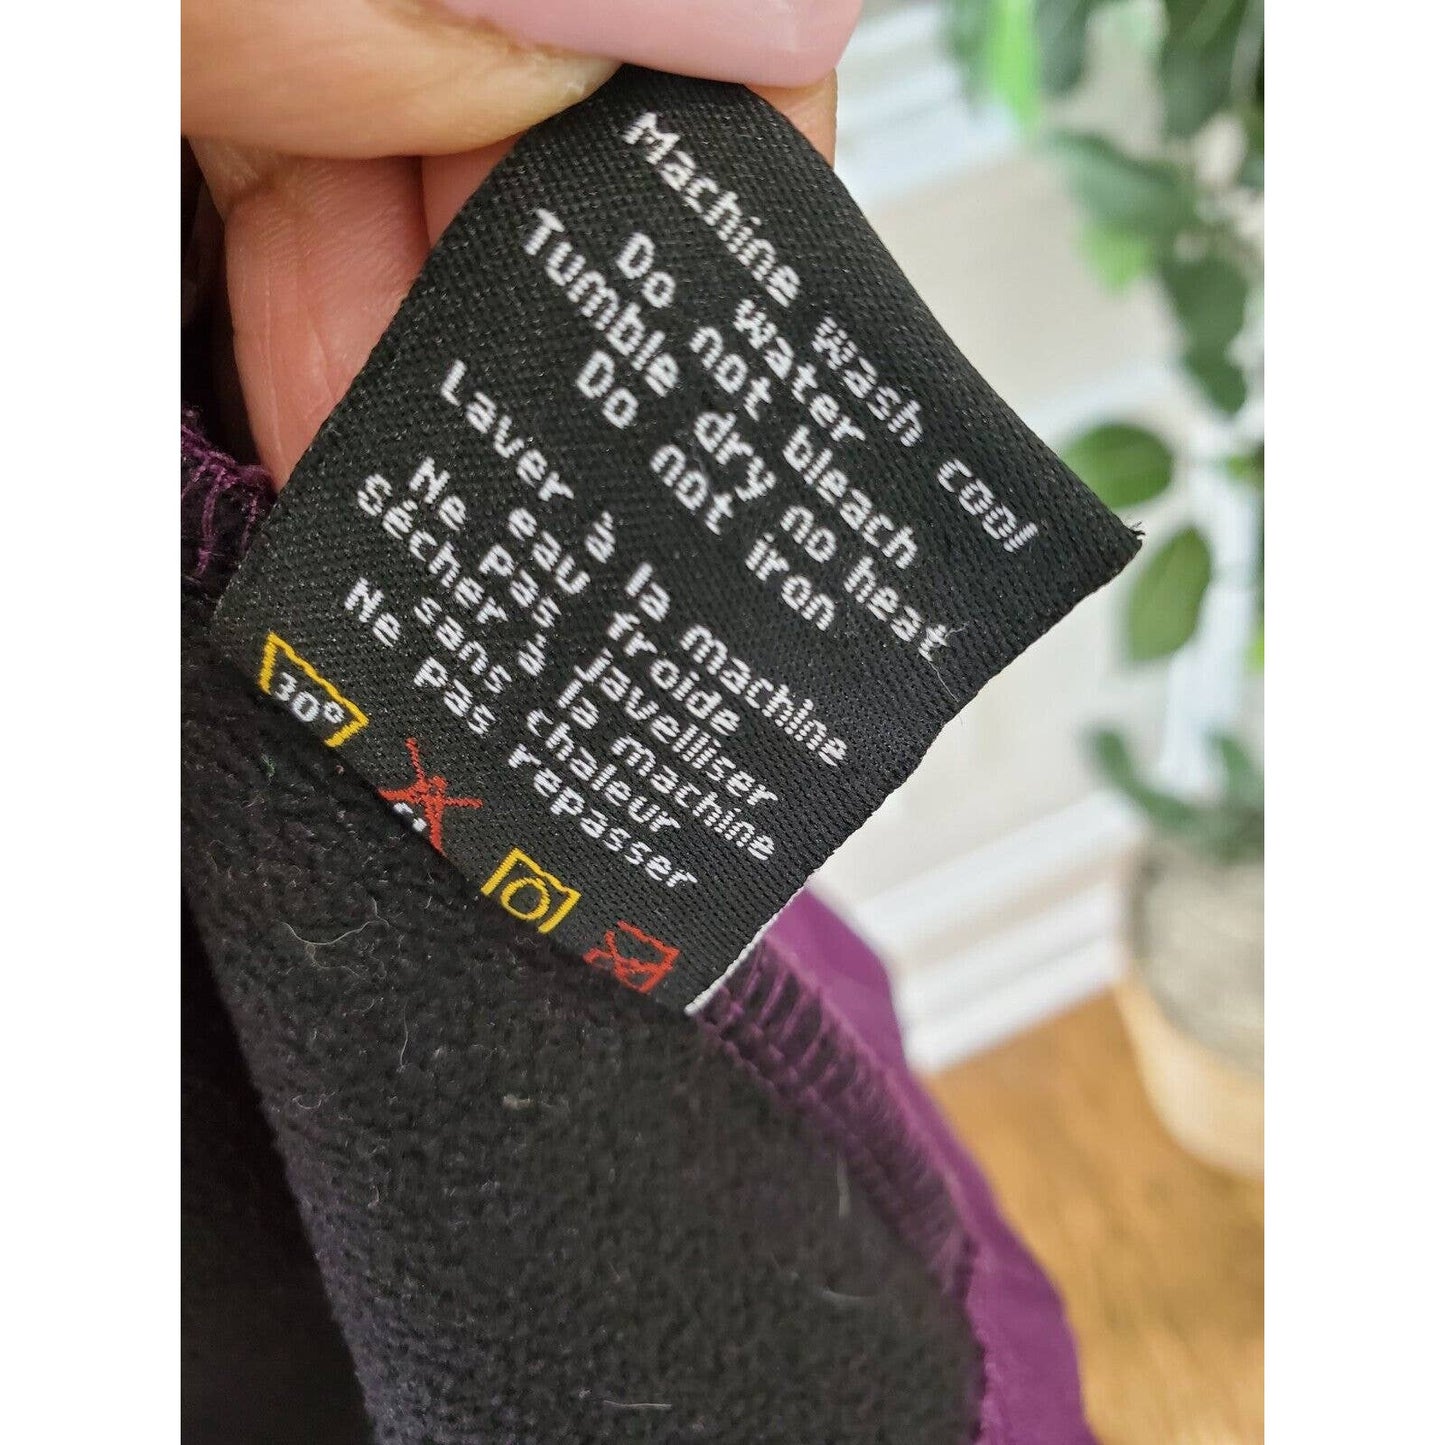 Machine wash cool
water
Do not bleach
Tumble dry no heat
Do not iron
Laver à la machine
eau froide
Ne pas javelliser
Sécher à la machine
sans chaleur
Ne pas repasser
30°